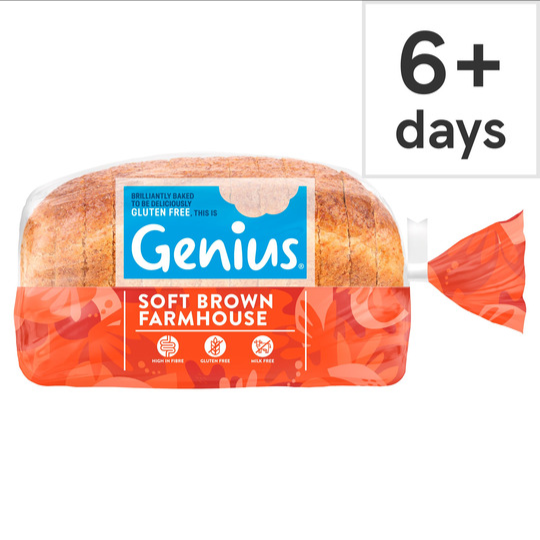 6+
days
BRILLIANTLY BAKED
TO BE DELICIOUSLY
GLUTEN FREE THIS IS
Genius®
SOFT BROWN
FARMHOUSE
HIGH IN FIBRE
GLUTEN FREE
MILK FREE